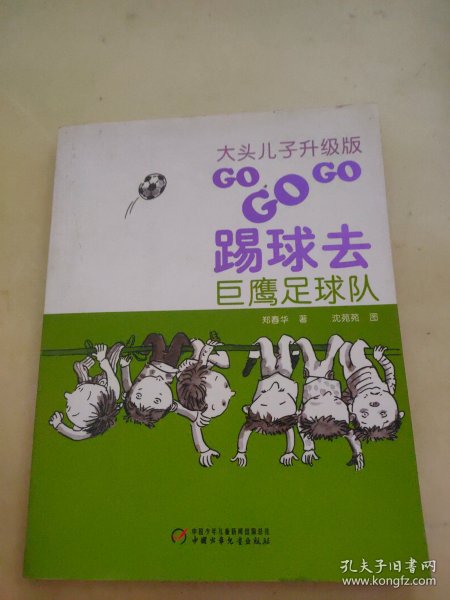 大头儿子升级版
GO GO GO
踢球去
巨鹰足球队
郑春华 著 沈苑苑 图
中国少年儿童新闻出版总社
中国少年儿童出版社
孔夫子旧书网
www.kongfz.com